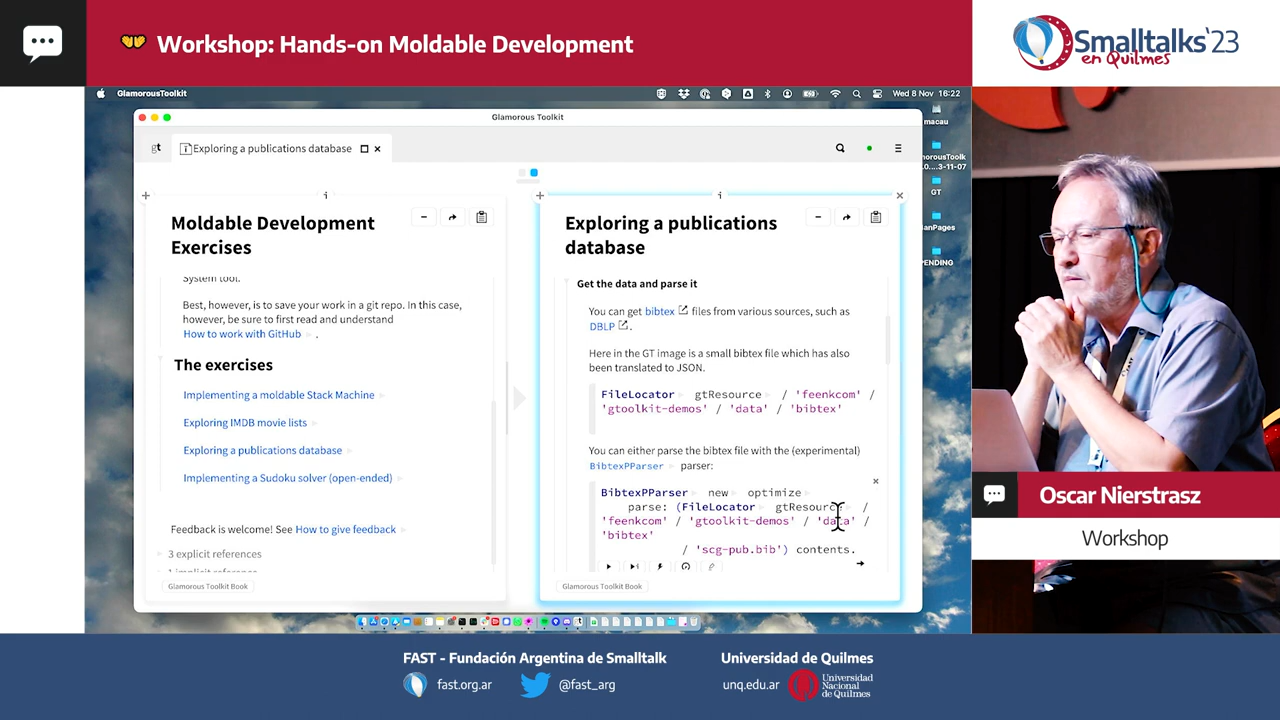 Workshop: Hands-on Moldable Development
Smalltalks'23
en Quilmes
GlamorousToolkit
Wed 8 Nov 16:22
Glamorous Toolkit
gt
Exploring a publications database
Moldable Development
Exercises
System tool.
Best, however, is to save your work in a git repo. In this case,
however, be sure to first read and understand
How to work with GitHub .
The exercises
Implementing a moldable Stack Machine
Exploring IMDB movie lists
Exploring a publications database
Implementing a Sudoku solver (open-ended)
Feedback is welcome! See How to give feedback
3 explicit references
1 implicit reference
Glamorous Toolkit Book
Exploring a publications
database
Get the data and parse it
You can get bibtex files from various sources, such as
DBLP .
Here in the GT image is a small bibtex file which has also
been translated to JSON.
FileLocator gtResource / 'feenkcom' /
'gtoolkit-demos' / 'data' / 'bibtex'
You can either parse the bibtex file with the (experimental)
BibtexPParser parser:
BibtexPParser new optimize
parse: (FileLocator gtResource /
'feenkcom' / 'gtoolkit-demos' / 'data' /
'bibtex'
/ 'scg-pub.bib') contents.
Glamorous Toolkit Book
macau
GT
PENDING
Oscar Nierstrasz
Workshop
FAST - Fundación Argentina de Smalltalk
fast.org.ar
@fast_arg
Universidad de Quilmes
unq.edu.ar
Universidad
Nacional
de Quilmes